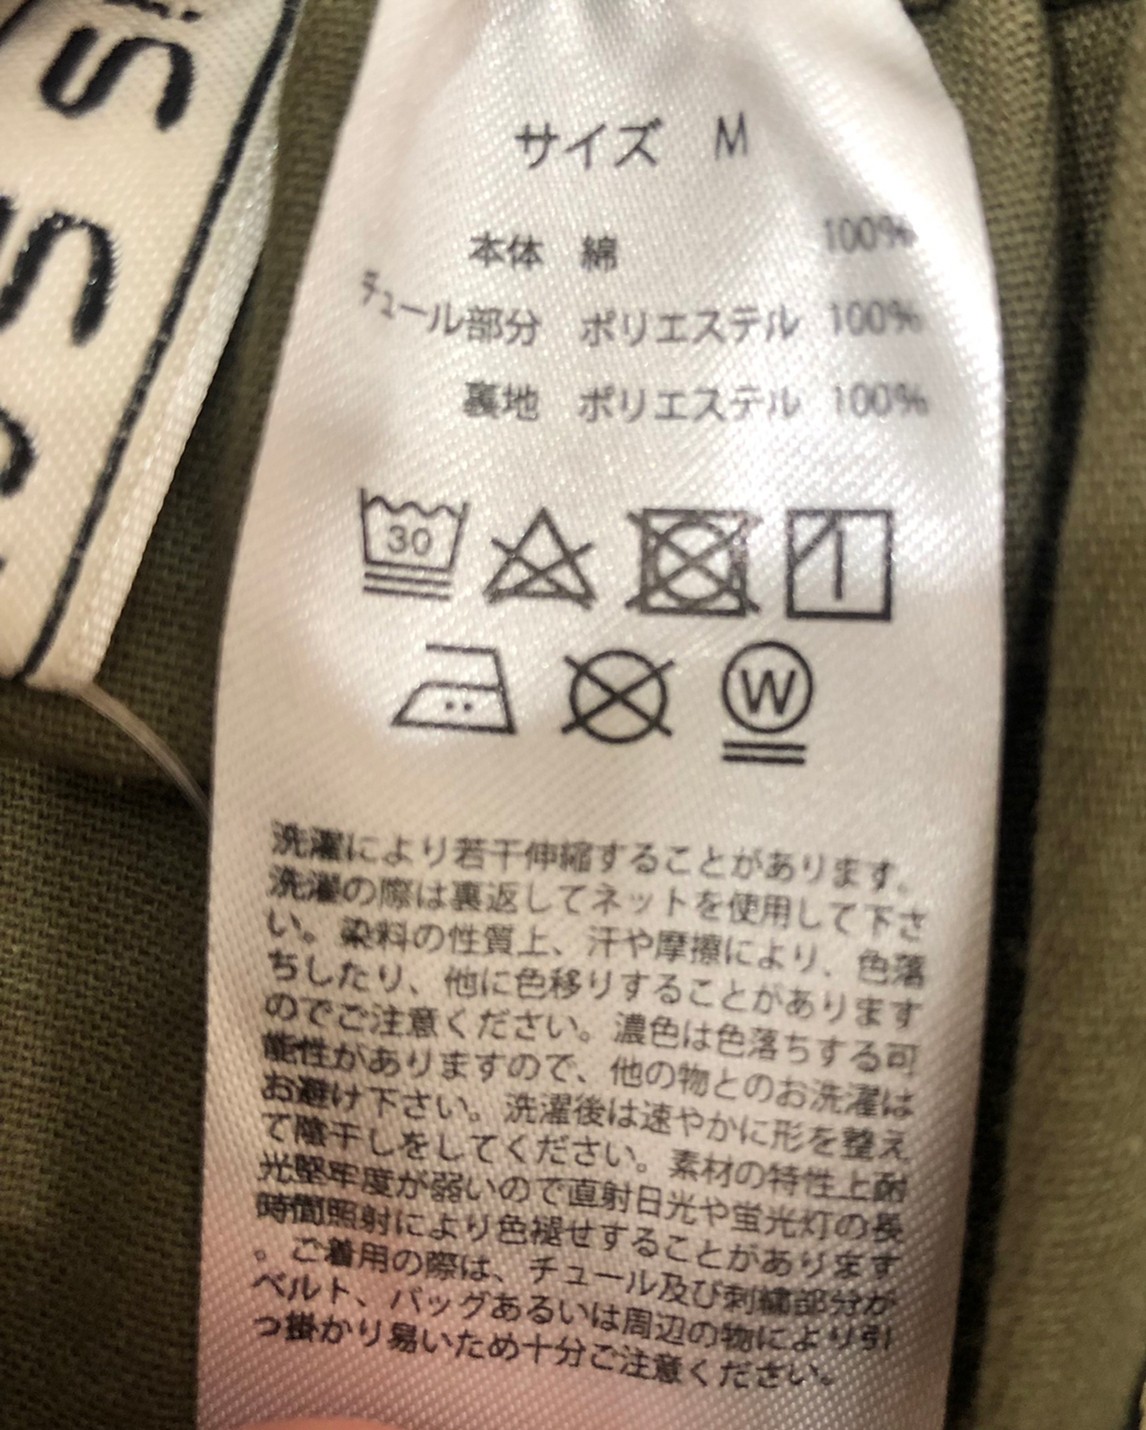 サイズ M
本体 綿 100%
チュール部分 ポリエステル 100%
裏地 ポリエステル 100%
30
W
洗濯により若干伸縮することがあります。
洗濯の際は裏返してネットを使用して下さ
い。染料の性質上、汗や摩擦により、色落
ちしたり、他に色移りすることがあります
のでご注意ください。濃色は色落ちする可
能性がありますので、他の物とのお洗濯は
お避け下さい。洗濯後は速やかに形を整え
て陰干しをしてください。素材の特性上耐
光堅牢度が弱いので直射日光や蛍光灯の長
時間照射により色褪せすることがあります
。ご着用の際は、チュール及び刺繍部分が
ベルト、バッグあるいは周辺の物により引
っ掛かり易いため十分ご注意ください。